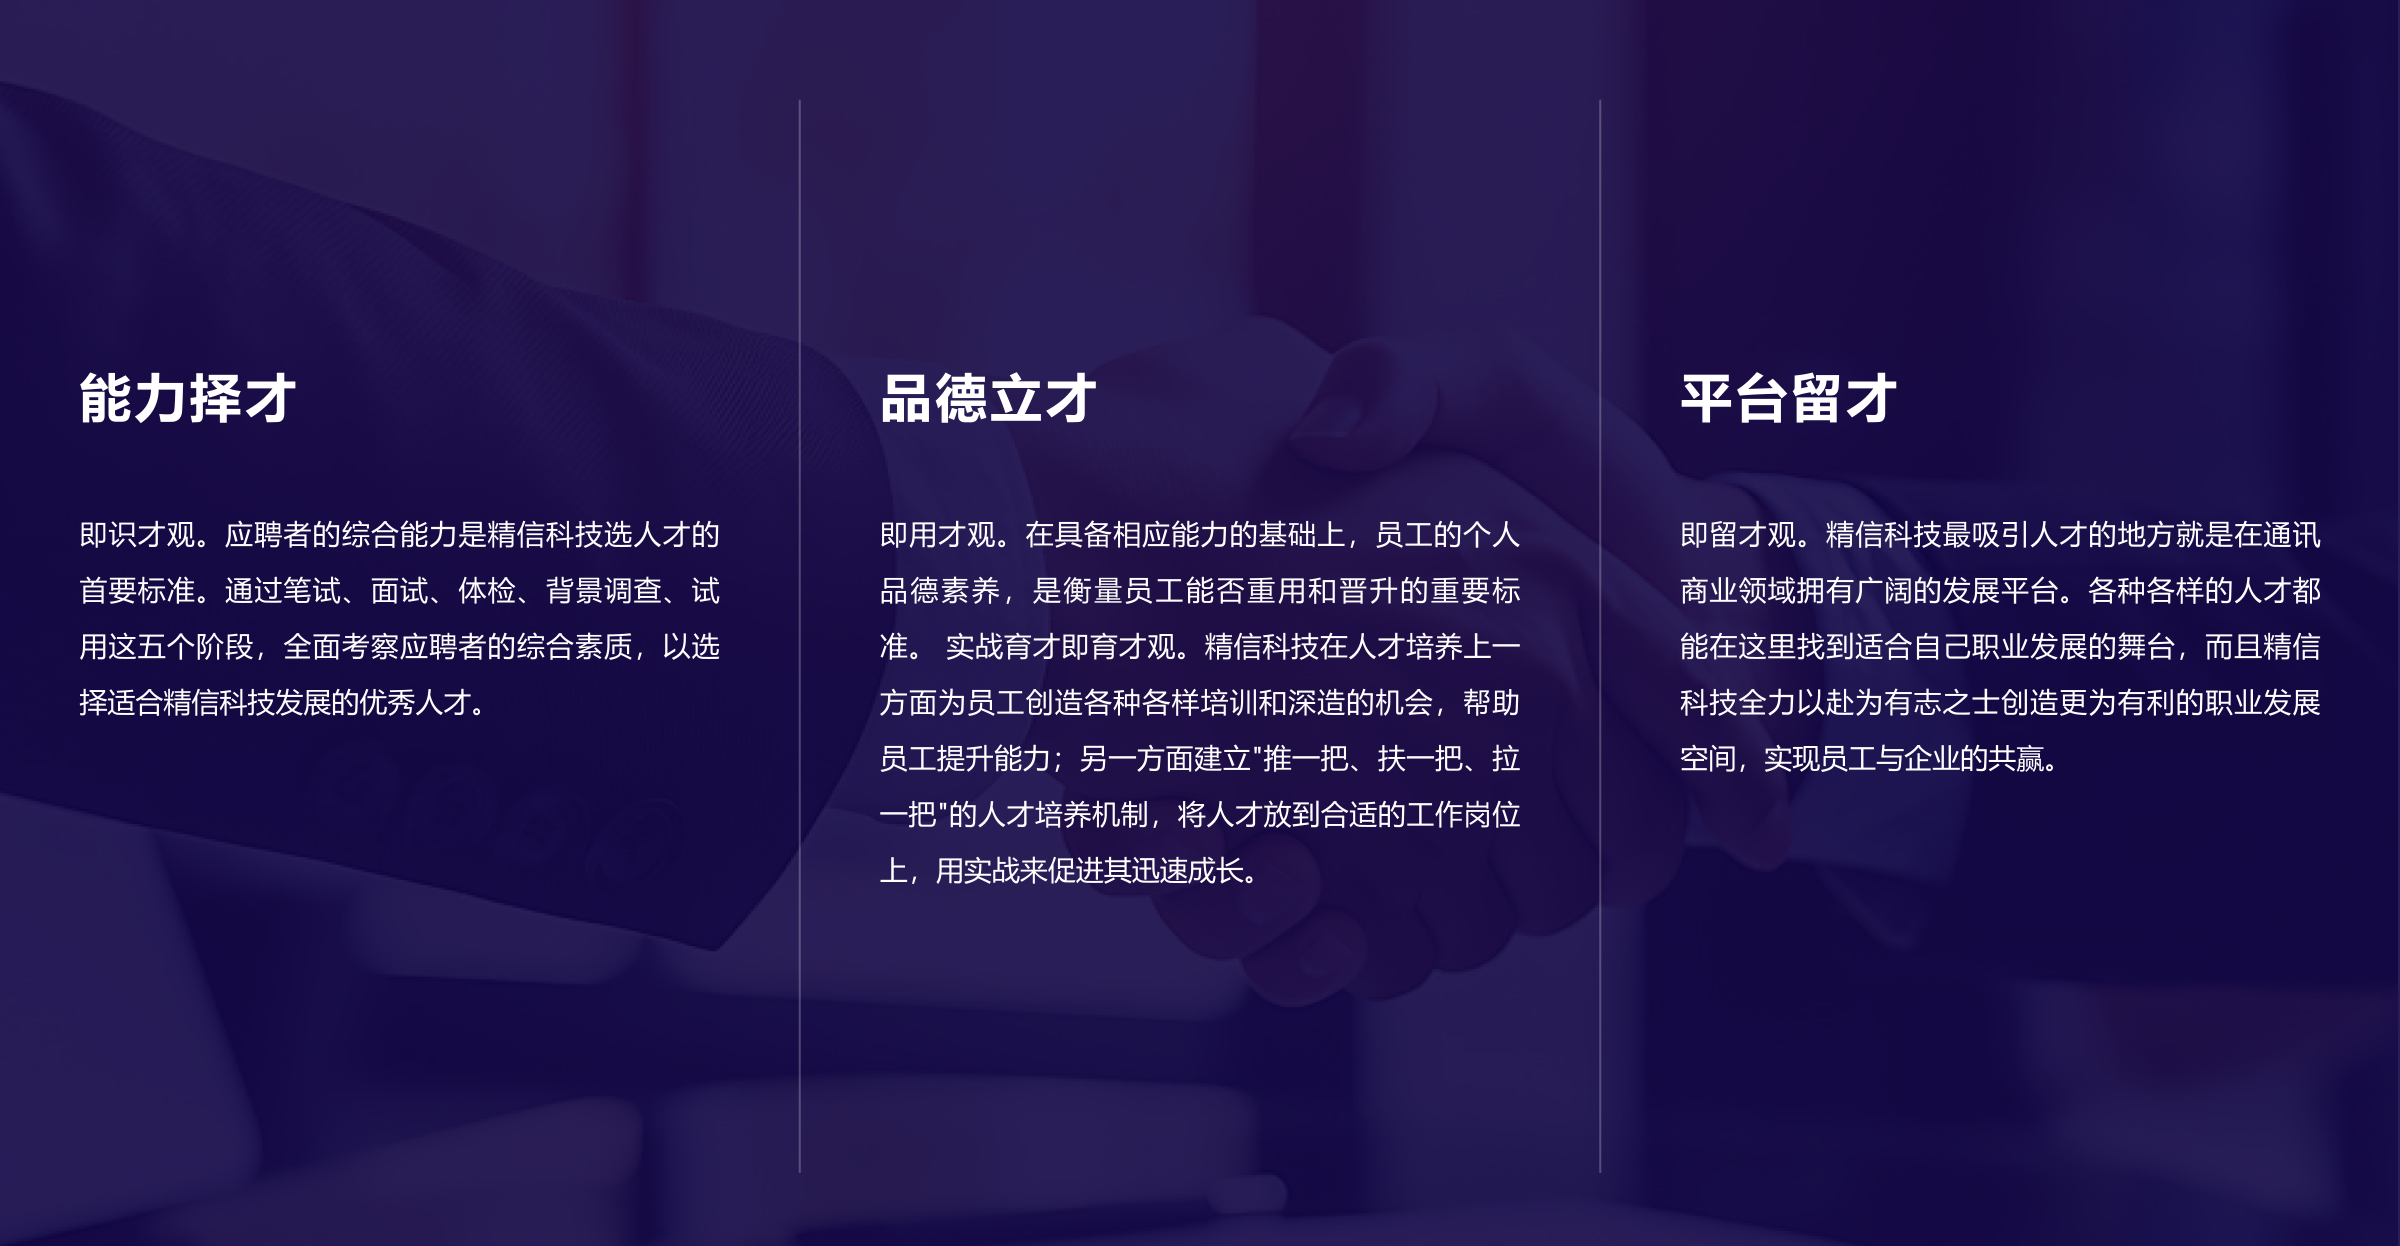 能力择才
即识才观。应聘者的综合能力是精信科技选人才的
首要标准。通过笔试、面试、体检、背景调查、试
用这五个阶段，全面考察应聘者的综合素质，以选
择适合精信科技发展的优秀人才。
品德立才
即用才观。在具备相应能力的基础上，员工的个人
品德素养，是衡量员工能否重用和晋升的重要标
准。 实战育才即育才观。精信科技在人才培养上一
方面为员工创造各种各样培训和深造的机会，帮助
员工提升能力；另一方面建立"推一把、扶一把、拉
一把"的人才培养机制，将人才放到合适的工作岗位
上，用实战来促进其迅速成长。
平台留才
即留才观。精信科技最吸引人才的地方就是在通讯
商业领域拥有广阔的发展平台。各种各样的人才都
能在这里找到适合自己职业发展的舞台，而且精信
科技全力以赴为有志之士创造更为有利的职业发展
空间，实现员工与企业的共赢。